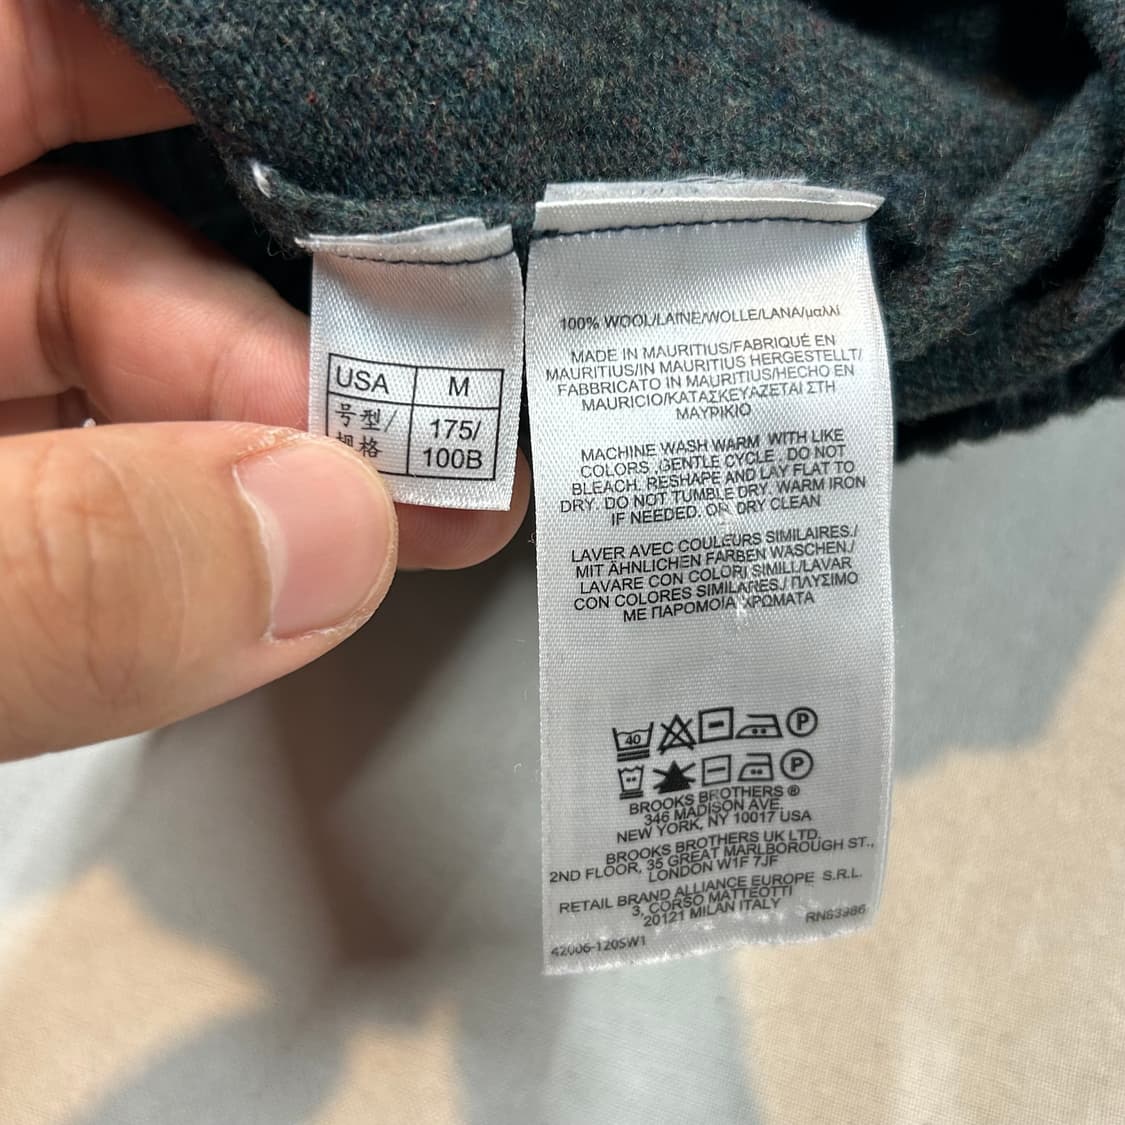 USA M
号型/ 175/
规格 100B
100% WOOL/LAINE/WOLLE/LANA/μαλλί
MADE IN MAURITIUS/FABRIQUÉ EN
MAURITIUS/IN MAURITIUS HERGESTELLT/
FABBRICATO IN MAURITIUS/HECHO EN
MAURICIO/ΚΑΤΑΣΚΕΥΑΖΕΤΑΙ ΣΤΗ
ΜΑΥΡΙΚΙΟ
MACHINE WASH WARM WITH LIKE
COLORS ,GENTLE CYCLE , DO NOT
BLEACH. RESHAPE AND LAY FLAT TO
DRY. DO NOT TUMBLE DRY. WARM IRON
IF NEEDED. OR DRY CLEAN
LAVER AVEC COULEURS SIMILAIRES./
MIT ÄHNLICHEN FARBEN WASCHEN./
LAVARE CON COLORI SIMILI/LAVAR
CON COLORES SIMILARES./ ΠΛΥΣΙΜΟ
ΜΕ ΠΑΡΟΜΟΙΑ ΧΡΩΜΑΤΑ
40 P
P
BROOKS BROTHERS ®
346 MADISON AVE.
NEW YORK, NY 10017 USA
BROOKS BROTHERS UK LTD.
2ND FLOOR, 35 GREAT MARLBOROUGH ST.,
LONDON W1F 7JF
RETAIL BRAND ALLIANCE EUROPE S.R.L.
3, CORSO MATTEOTTI
20121 MILAN ITALY
RN83986
42006-120SW1